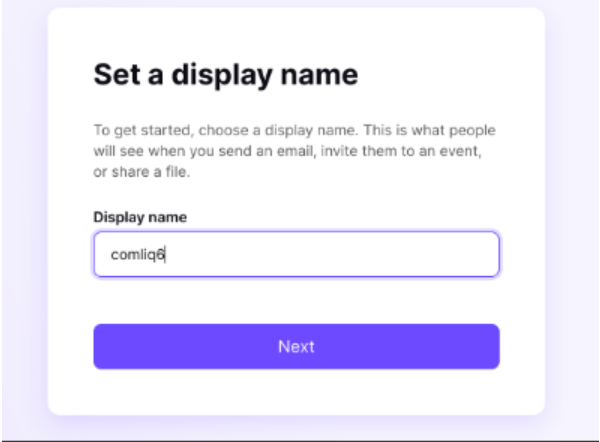 Set a display name
To get started, choose a display name. This is what people
will see when you send an email, invite them to an event,
or share a file.
Display name
comliq6
Next